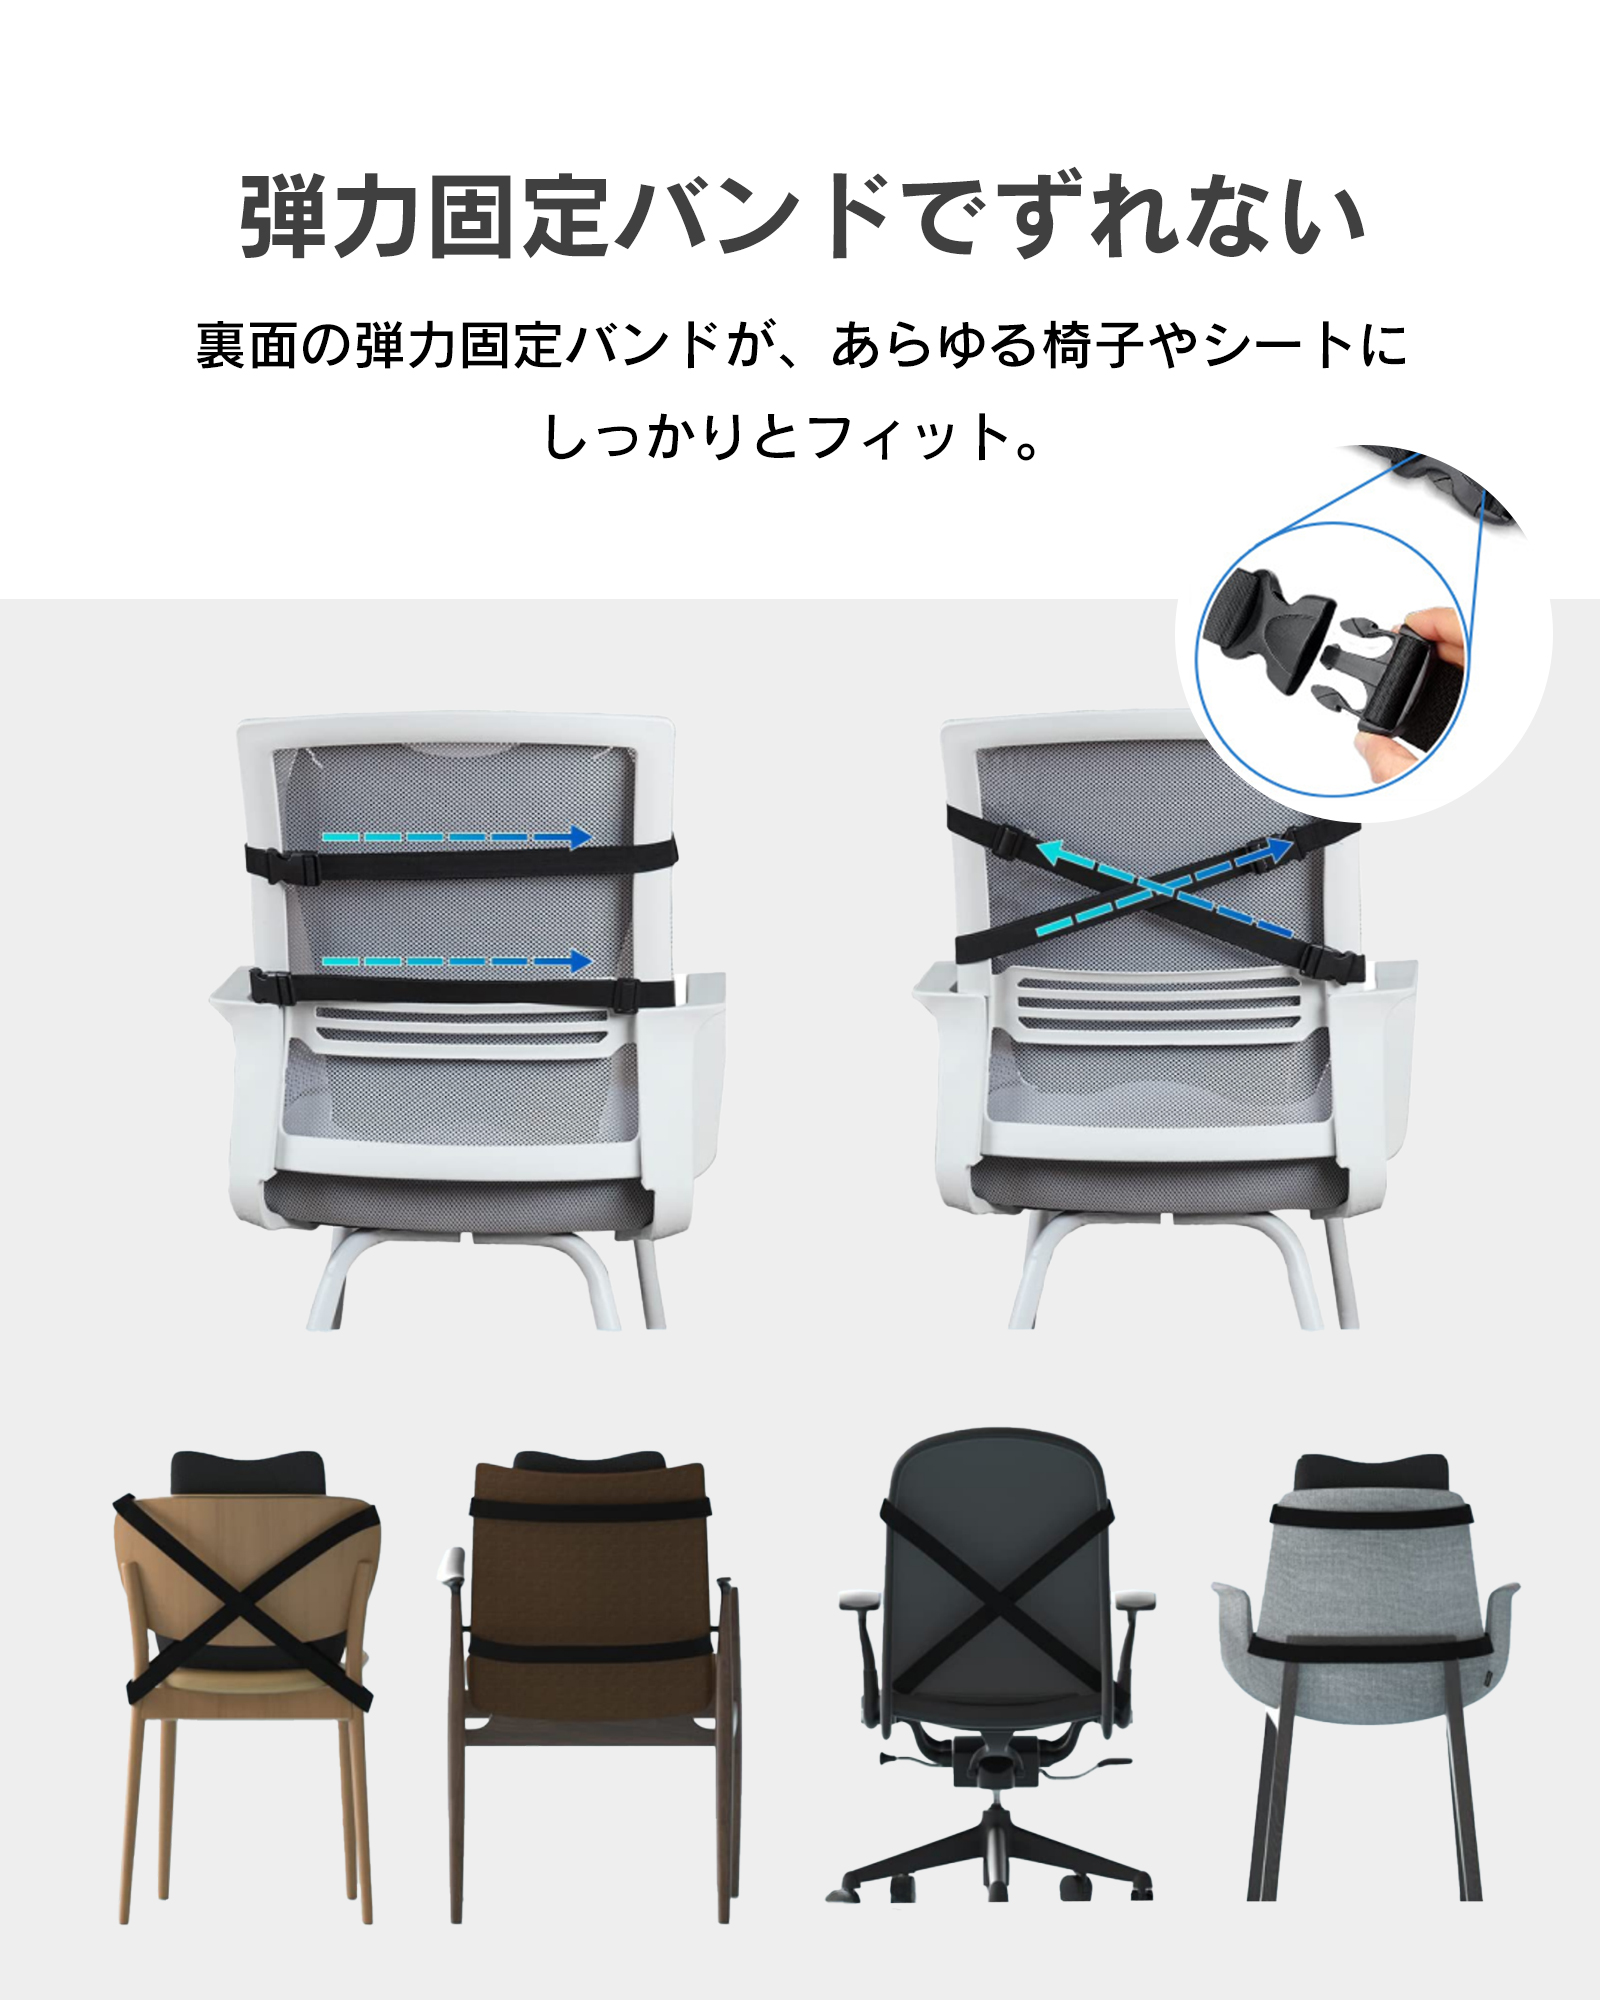 弾力固定バンドでずれない
裏面の弾力固定バンドが、あらゆる椅子やシートに
しっかりとフィット。